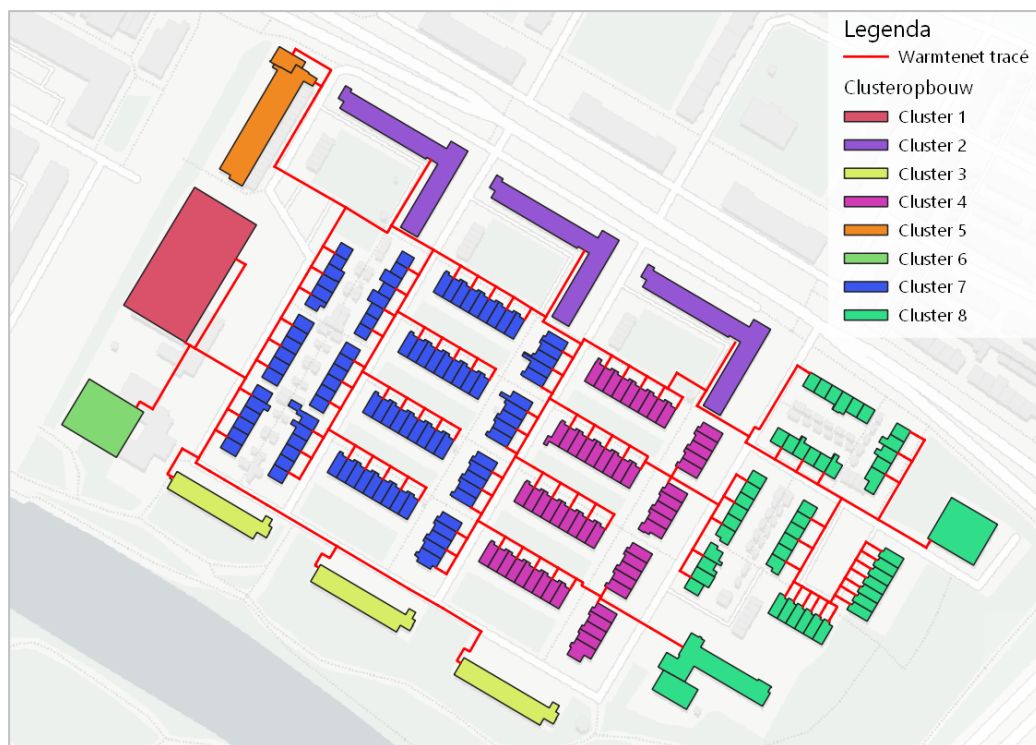 Legenda
Warmtenet tracé
Clusteropbouw
Cluster 1
Cluster 2
Cluster 3
Cluster 4
Cluster 5
Cluster 6
Cluster 7
Cluster 8